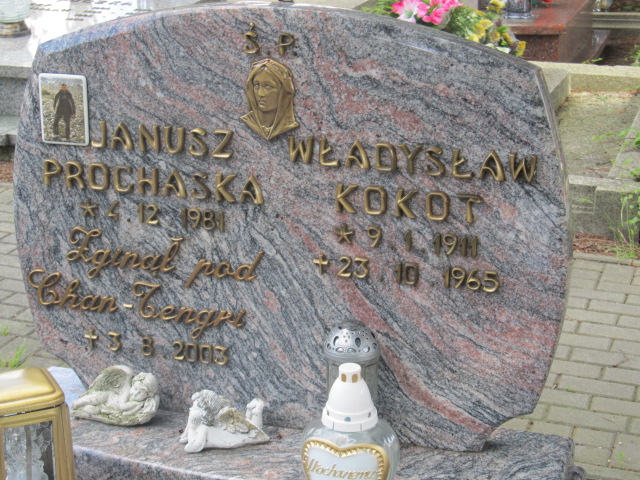 Ś.P.
JANUSZ
PROCHASKA
* 4.12.1981
Zginął pod
Chan-Tengri
+ 3.8.2003
WŁADYSŁAW
KOKOT
* 9.1.1911
+ 23.10.1965
Kochanemu